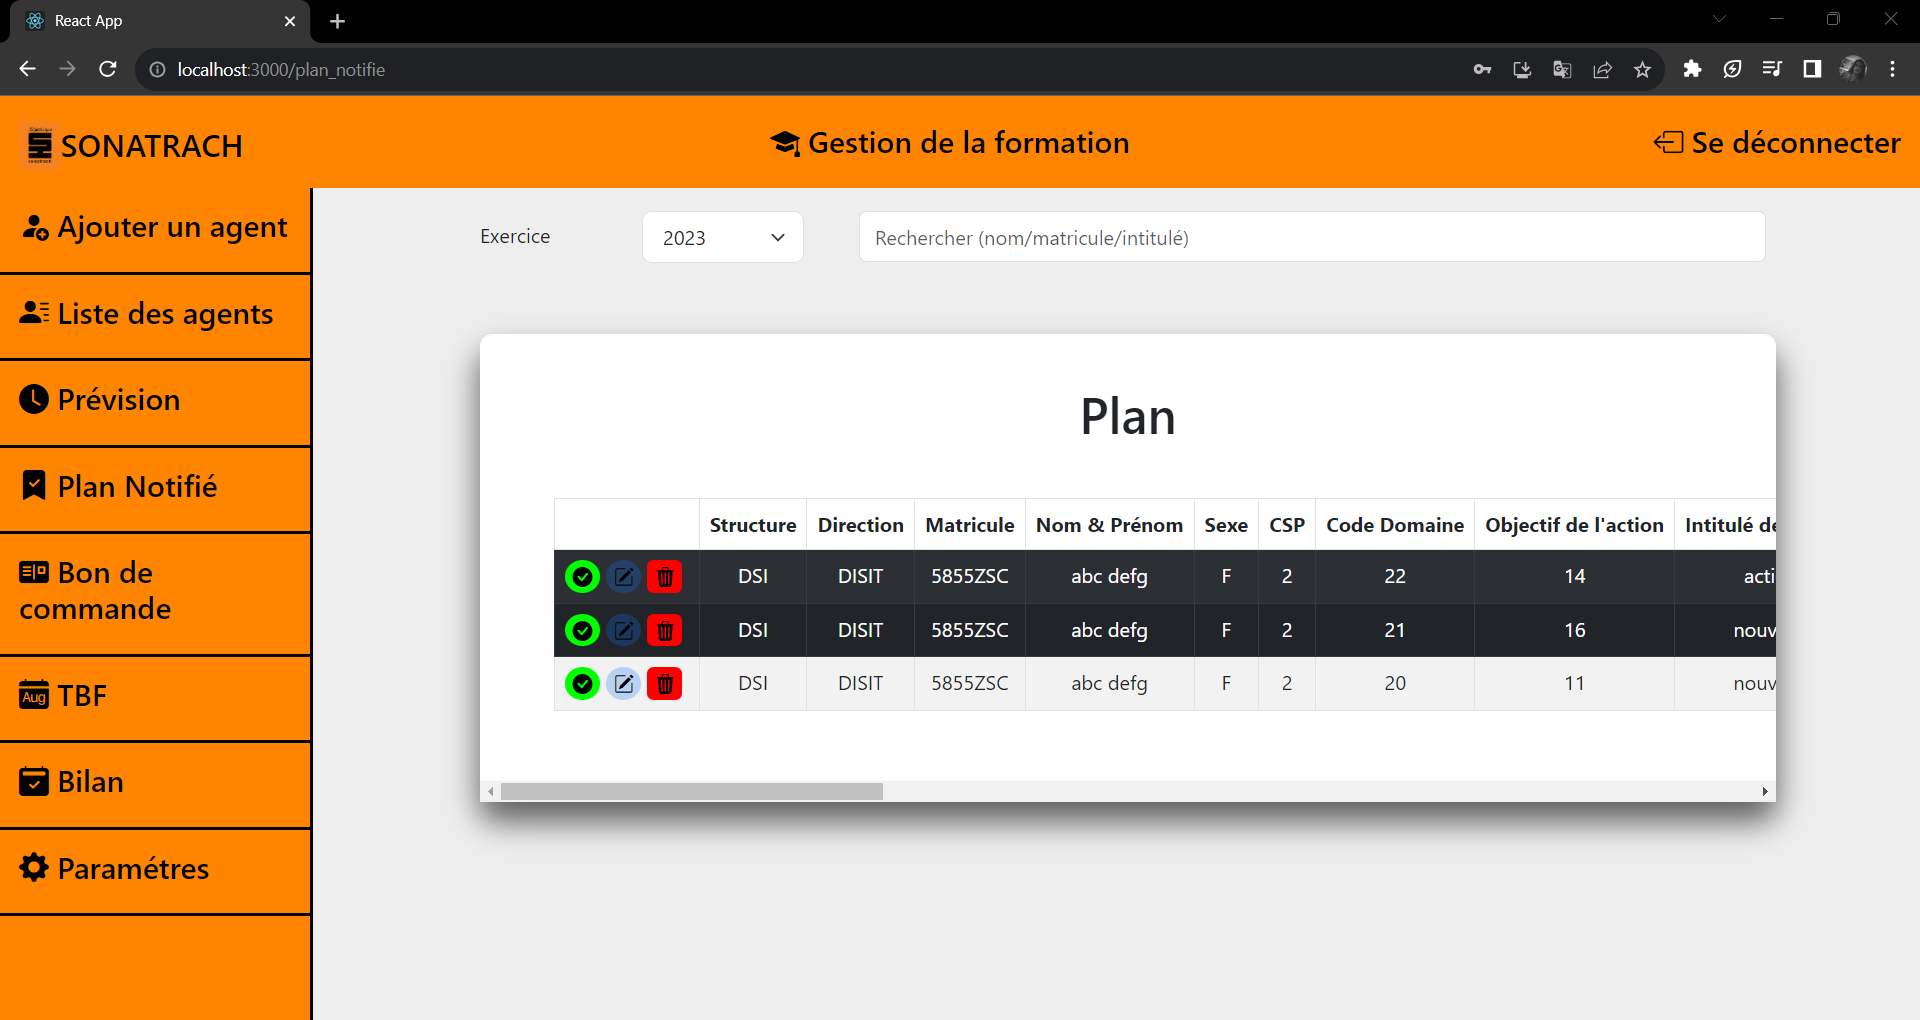 React App
localhost:3000/plan_notifie
SONATRACH
Gestion de la formation
Se déconnecter
Ajouter un agent
Liste des agents
Prévision
Plan Notifié
Bon de
commande
Aug TBF
Bilan
Paramétres
Exercice 2023 Rechercher (nom/matricule/intitulé)
Plan
Structure Direction Matricule Nom & Prénom Sexe CSP Code Domaine Objectif de l'action Intitulé de
DSI DISIT 5855ZSC abc defg F 2 22 14 acti
DSI DISIT 5855ZSC abc defg F 2 21 16 nouv
DSI DISIT 5855ZSC abc defg F 2 20 11 nouv